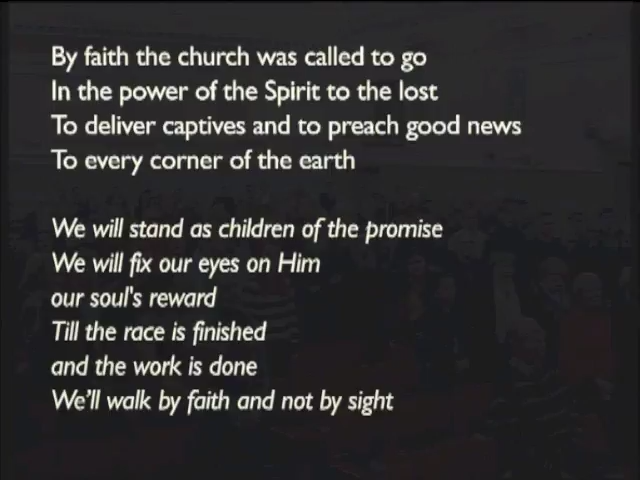 By faith the church was called to go
In the power of the Spirit to the lost
To deliver captives and to preach good news
To every corner of the earth
We will stand as children of the promise
We will fix our eyes on Him
our soul's reward
Till the race is finished
and the work is done
We'll walk by faith and not by sight